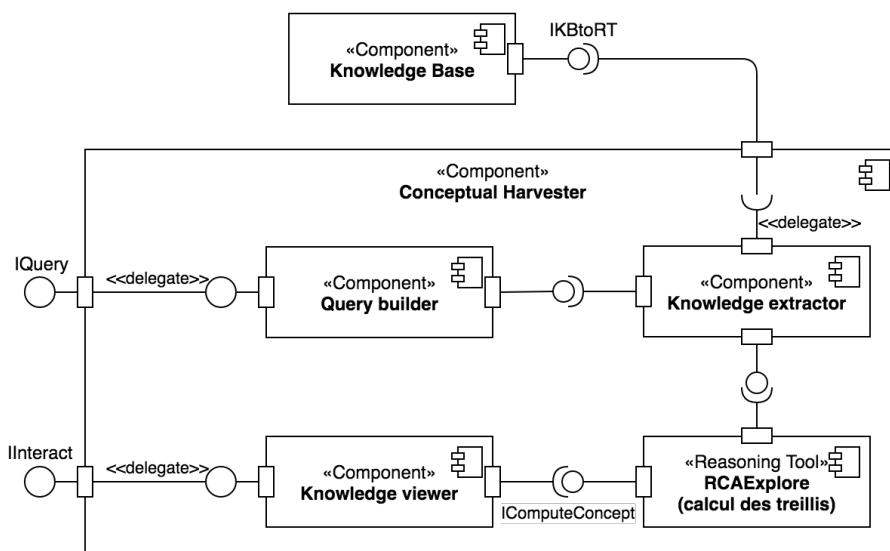 IKBtoRT
«Component»
Knowledge Base
«Component»
Conceptual Harvester
<<delegate>>
IQuery
<<delegate>>
«Component»
Query builder
«Component»
Knowledge extractor
IInteract
<<delegate>>
«Component»
Knowledge viewer
IComputeConcept
«Reasoning Tool»
RCAExplore
(calcul des treillis)